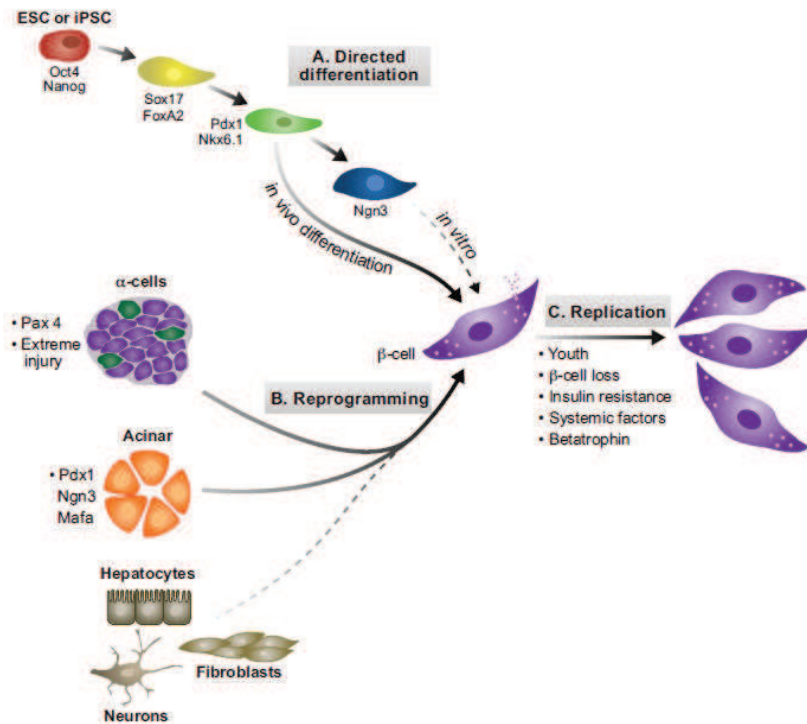 ESC or iPSC
Oct4
Nanog
Sox17
FoxA2
A. Directed
differentiation
Pdx1
Nkx6.1
Ngn3
in vivo differentiation
in vitro
α-cells
• Pax 4
• Extreme
injury
β-cell
B. Reprogramming
C. Replication
• Youth
• β-cell loss
• Insulin resistance
• Systemic factors
• Betatrophin
Acinar
• Pdx1
Ngn3
Mafa
Hepatocytes
Fibroblasts
Neurons